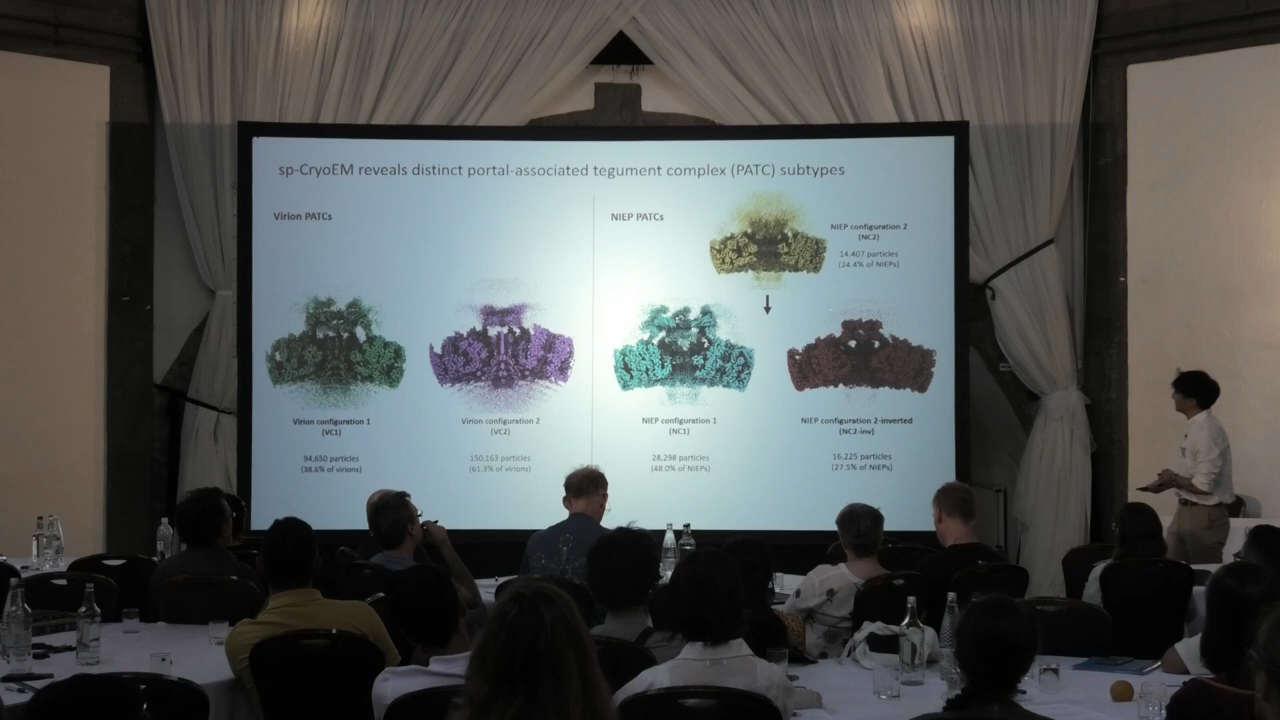 sp-CryoEM reveals distinct portal-associated tegument complex (PATC) subtypes
Virion PATCs
NIEP PATCs
NIEP configuration 2
(NC2)
14,407 particles
(24.4% of NIEPs)
Virion configuration 1
(VC1)
94,650 particles
(38.6% of virions)
Virion configuration 2
(VC2)
150,163 particles
(61.3% of virions)
NIEP configuration 1
(NC1)
28,298 particles
(48.0% of NIEPs)
NIEP configuration 2-inverted
(NC2-inv)
16,225 particles
(27.5% of NIEPs)